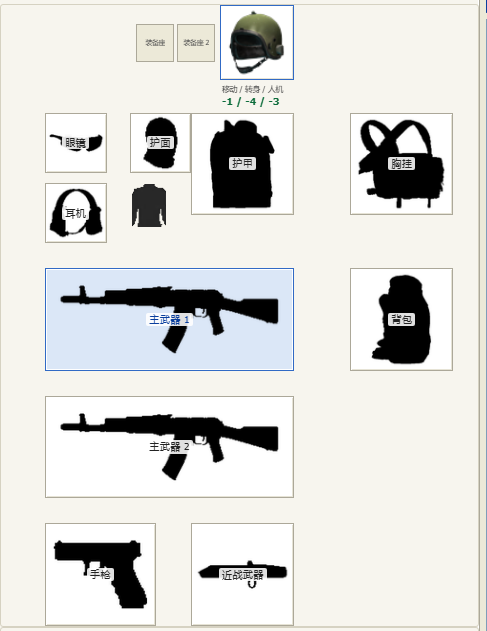 装备座
装备座 2
移动 / 转身 / 人机
-1 / -4 / -3
眼镜
护面
护甲
胸挂
耳机
主武器 1
背包
主武器 2
手枪
近战武器